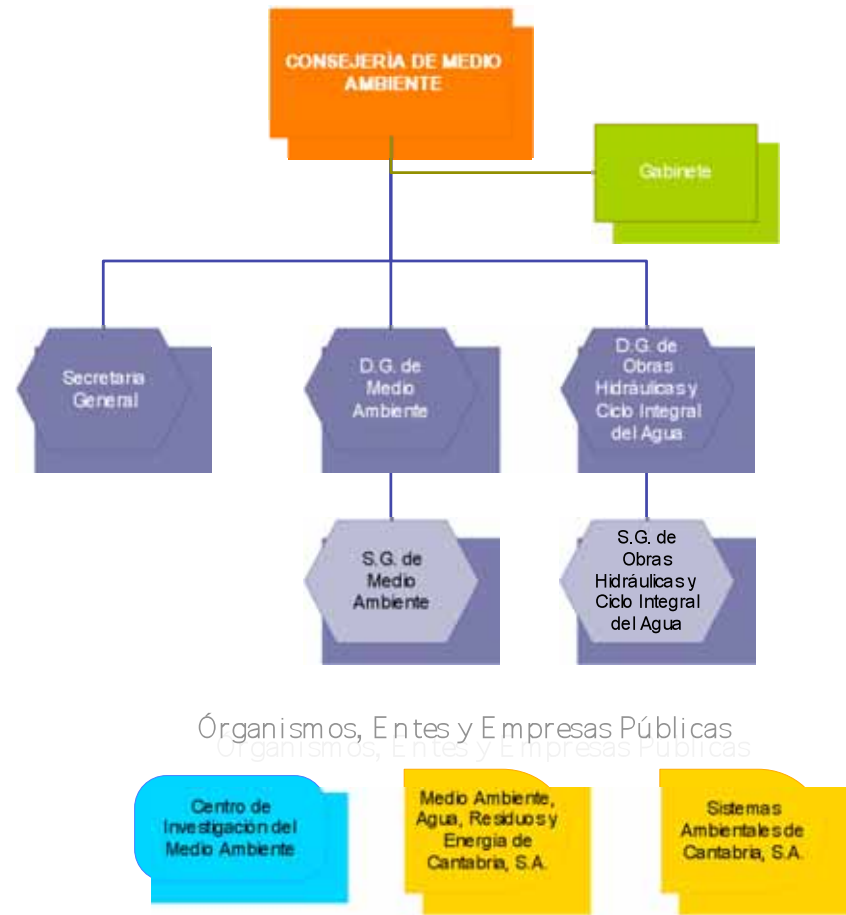 CONSEJERÌA DE MEDIO
AMBIENTE
Gabinete
Secretaria
General
D.G. de
Medio
Ambiente
D.G. de
Obras
Hidráulicas y
Ciclo Integral
del Agua
S.G. de
Medio
Ambiente
S.G. de
Obras
Hidráulicas y
Ciclo Integral
del Agua
Órganismos, Entes y Empresas Públicas
Centro de
Investigación del
Medio Ambiente
Medio Ambiente,
Agua, Residuos y
Energía de
Cantabria, S.A.
Sistemas
Ambientales de
Cantabria, S.A.